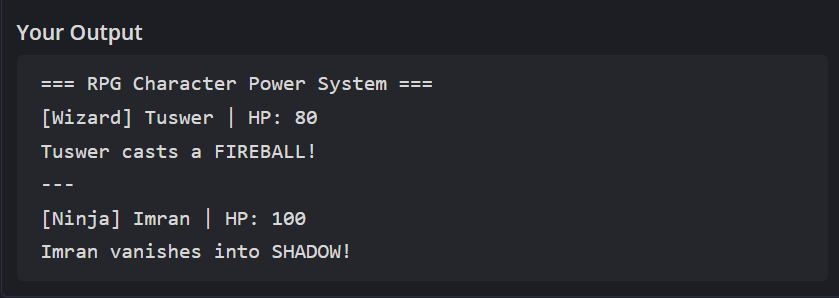 Your Output
=== RPG Character Power System ===
[Wizard] Tuswer | HP: 80
Tuswer casts a FIREBALL!
---
[Ninja] Imran | HP: 100
Imran vanishes into SHADOW!